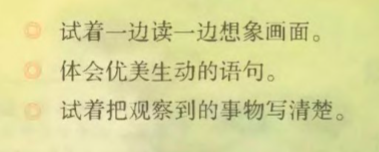 试着一边读一边想象画面。
体会优美生动的语句。
试着把观察到的事物写清楚。